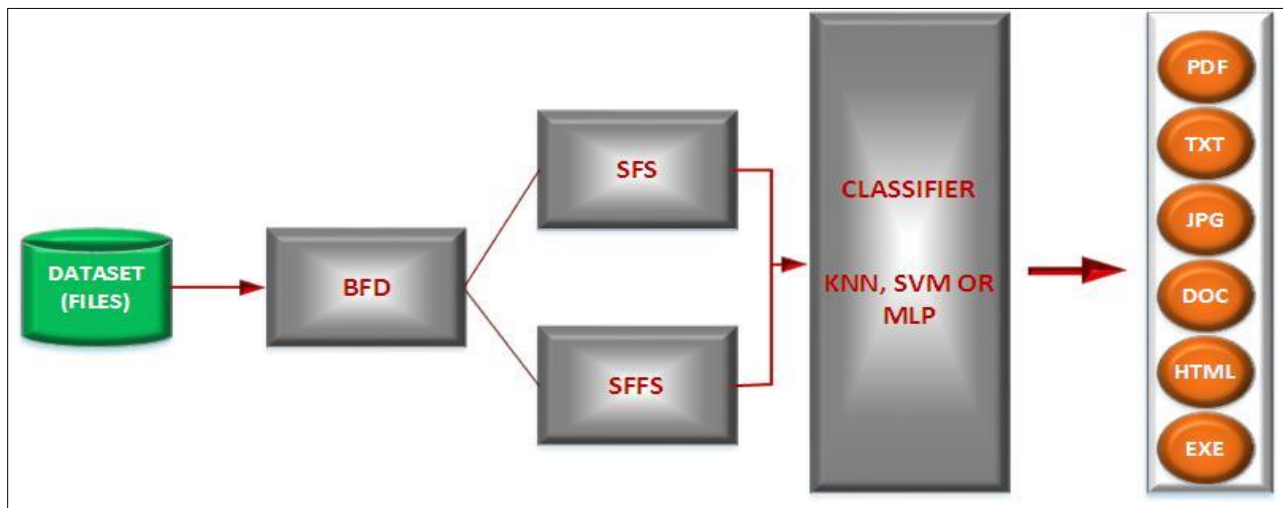 DATASET
(FILES)
BFD
SFS
SFFS
CLASSIFIER
KNN, SVM OR
MLP
PDF
TXT
JPG
DOC
HTML
EXE